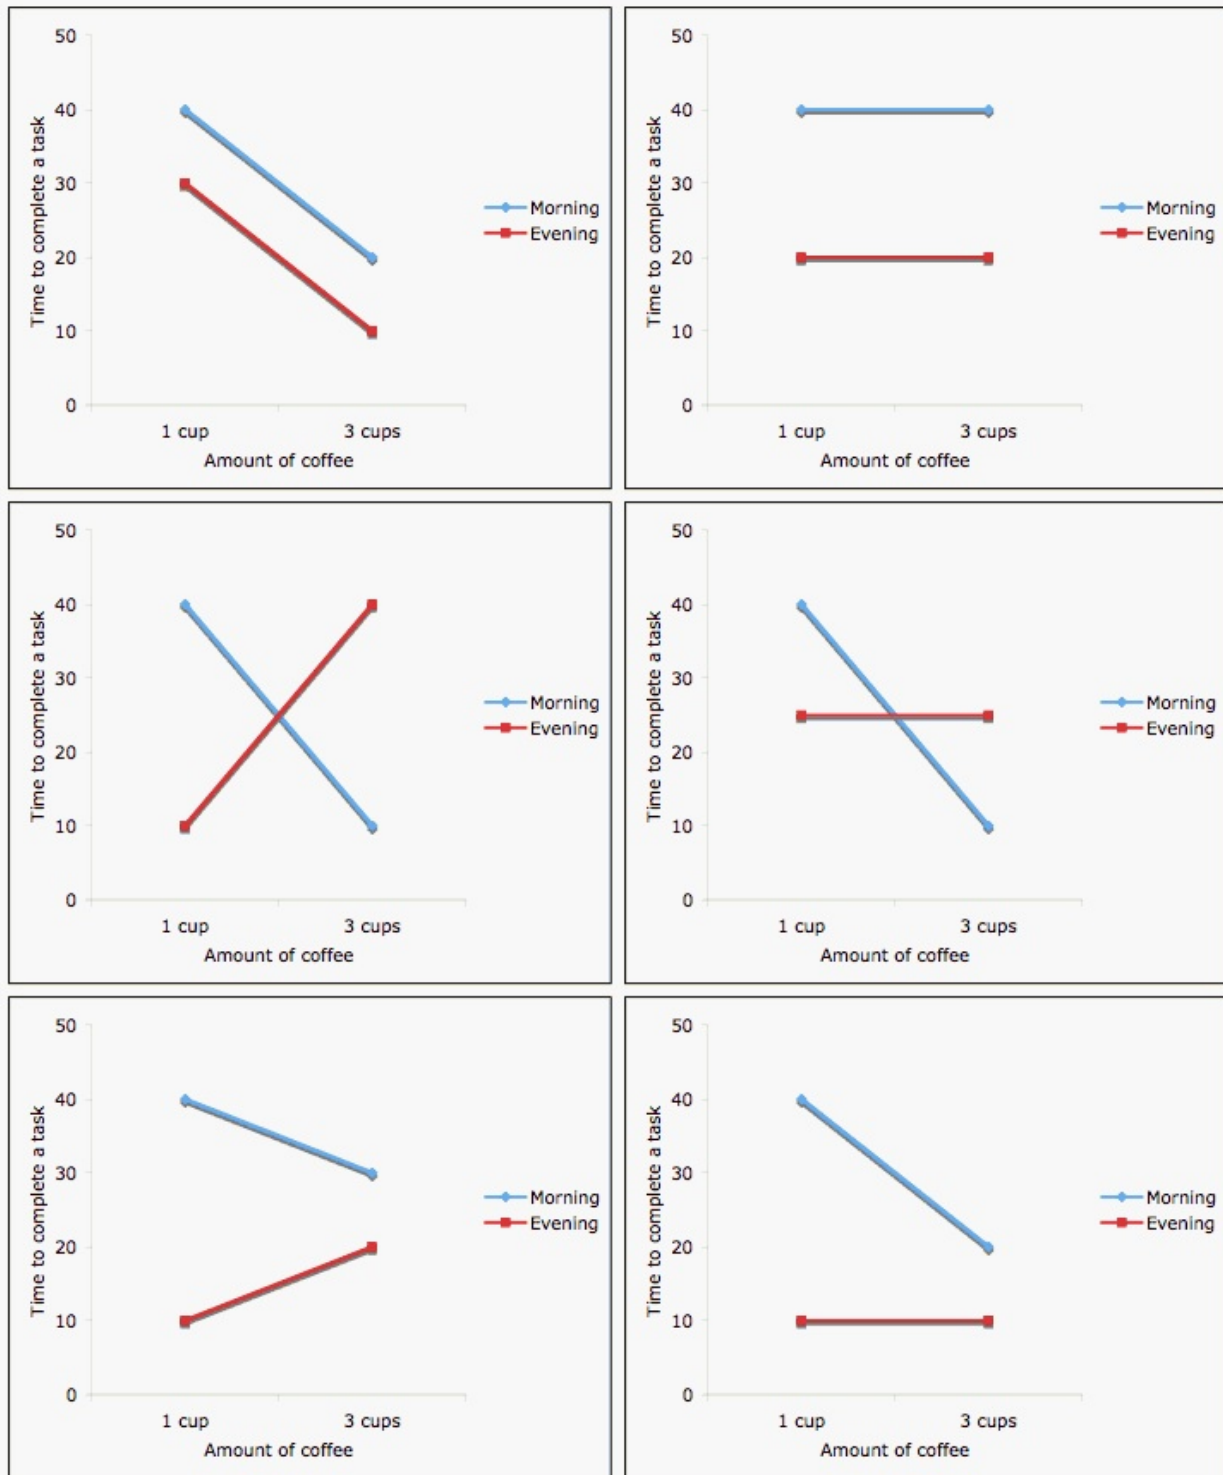 50
40
30
20
10
0
Time to complete a task
1 cup 3 cups
Amount of coffee
Morning
Evening
50
40
30
20
10
0
Time to complete a task
1 cup 3 cups
Amount of coffee
Morning
Evening
50
40
30
20
10
0
Time to complete a task
1 cup 3 cups
Amount of coffee
Morning
Evening
50
40
30
20
10
0
Time to complete a task
1 cup 3 cups
Amount of coffee
Morning
Evening
50
40
30
20
10
0
Time to complete a task
1 cup 3 cups
Amount of coffee
Morning
Evening
50
40
30
20
10
0
Time to complete a task
1 cup 3 cups
Amount of coffee
Morning
Evening